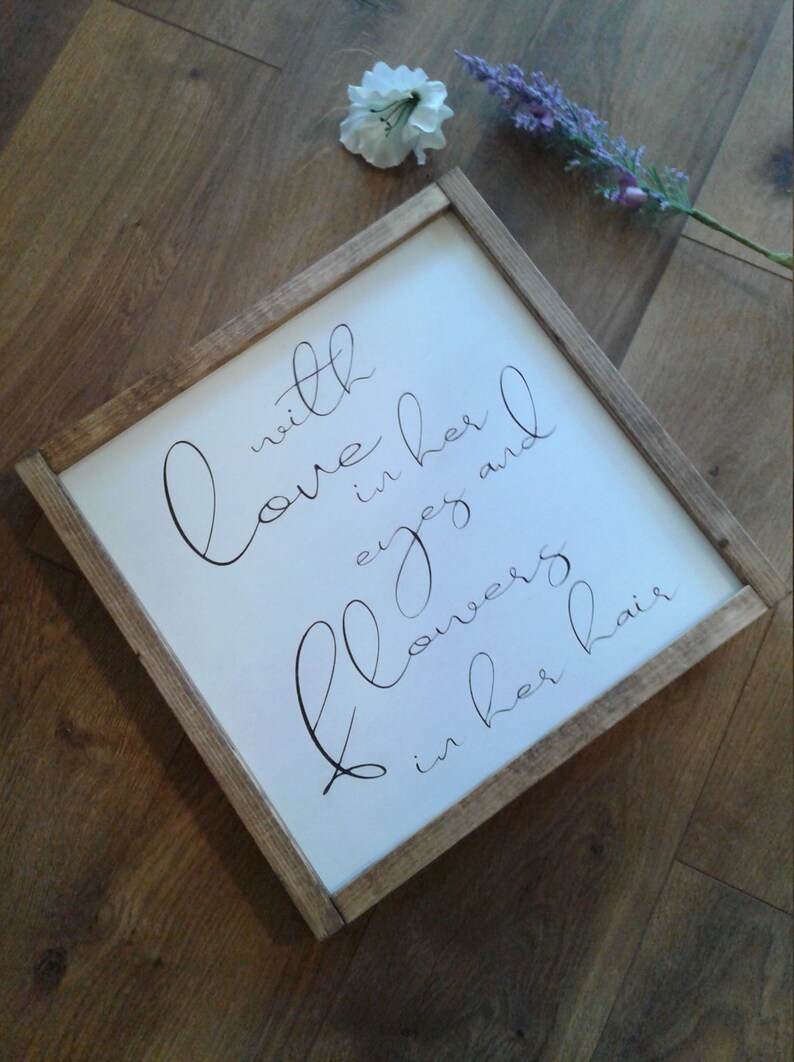 with
love in her
eyes and
flowers
in her hair